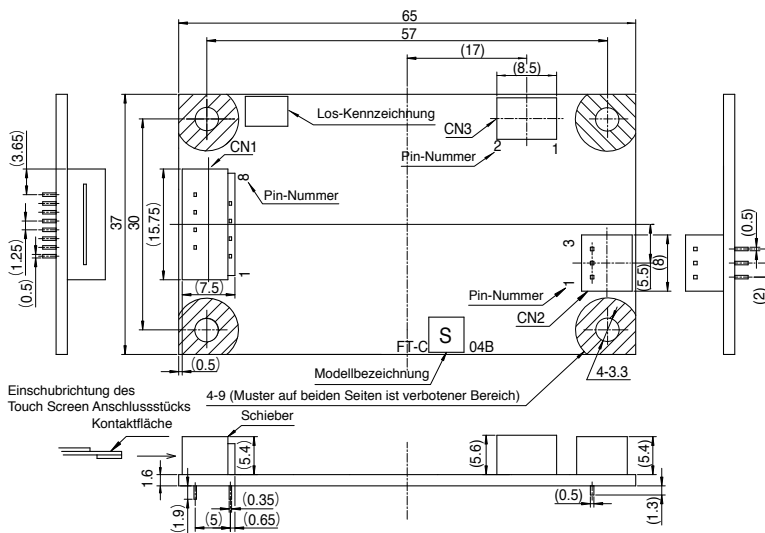 65
57
(17)
(8.5)
Los-Kennzeichnung
CN3
2
1
Pin-Nummer
CN1
8
Pin-Nummer
(3.65)
(1.25)
(0.5)
37
30
(15.75)
(7.5)
1
3
1
Pin-Nummer
CN2
(5.5)
(8)
(0.5)
(2)
(0.5)
FT-C S 04B
Modellbezeichnung
4-3.3
4-9 (Muster auf beiden Seiten ist verbotener Bereich)
Einschubrichtung des
Touch Screen Anschlussstücks
Kontaktfläche
Schieber
(5.4)
(5.6)
(5.4)
1.6
(1.9)
(5)
(0.35)
(0.65)
(0.5)
(1.3)